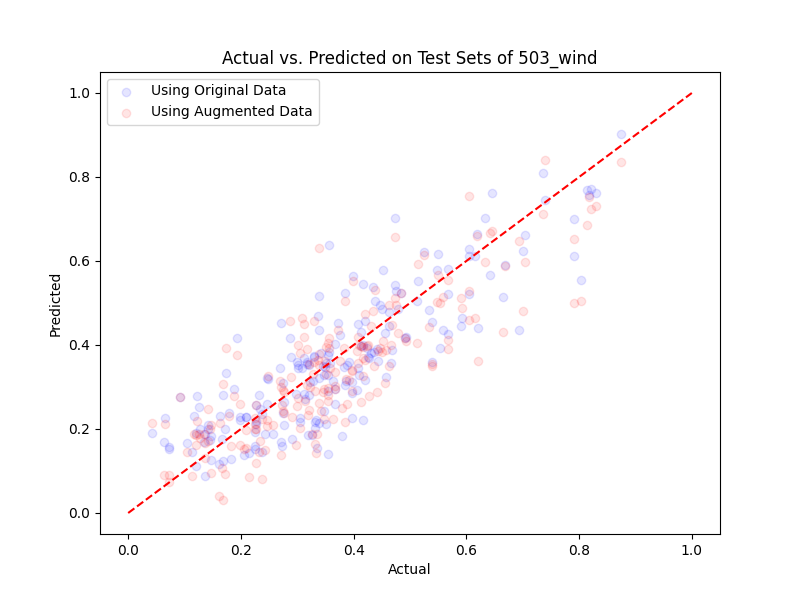 Actual vs. Predicted on Test Sets of 503_wind
Using Original Data
Using Augmented Data
1.0
0.8
0.6
0.4
0.2
0.0
Predicted
0.0 0.2 0.4 0.6 0.8 1.0
Actual